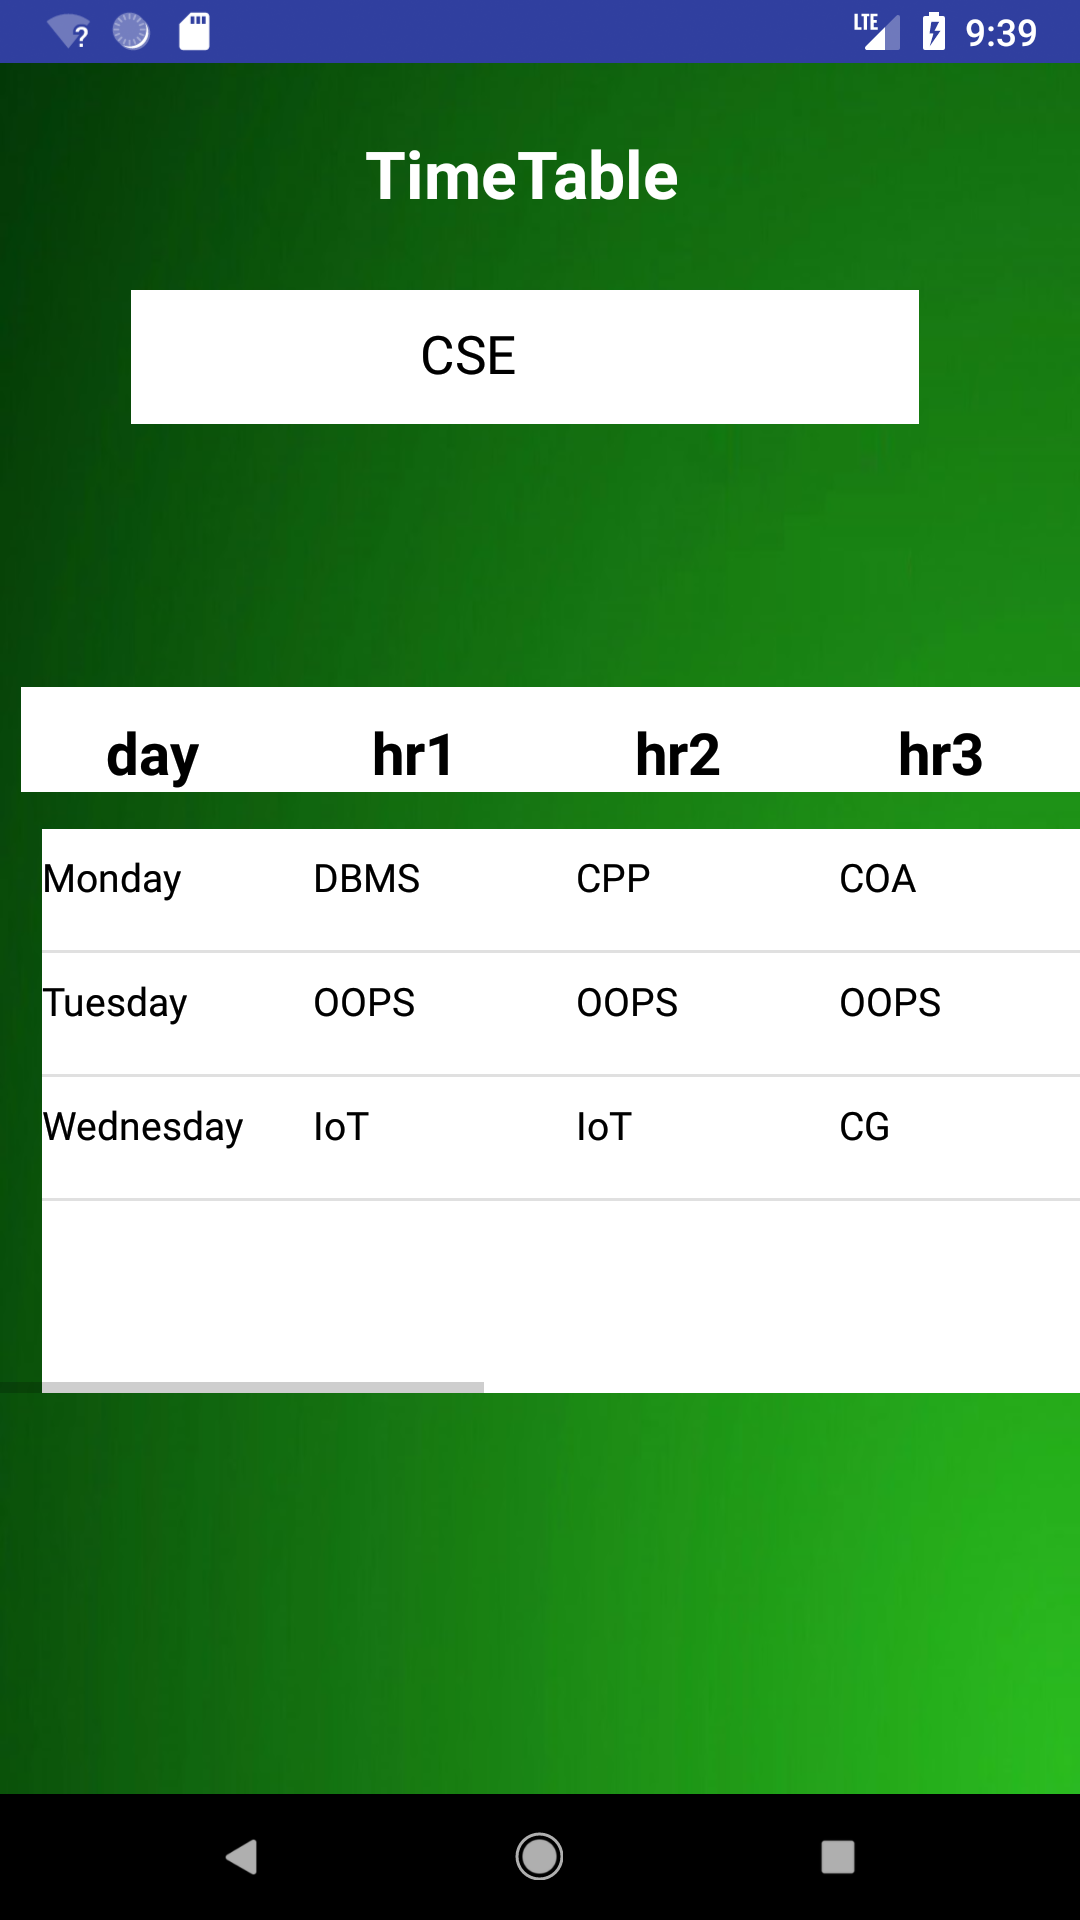 ? LTE 9:39
TimeTable
CSE
day hr1 hr2 hr3
Monday DBMS CPP COA
Tuesday OOPS OOPS OOPS
Wednesday IoT IoT CG